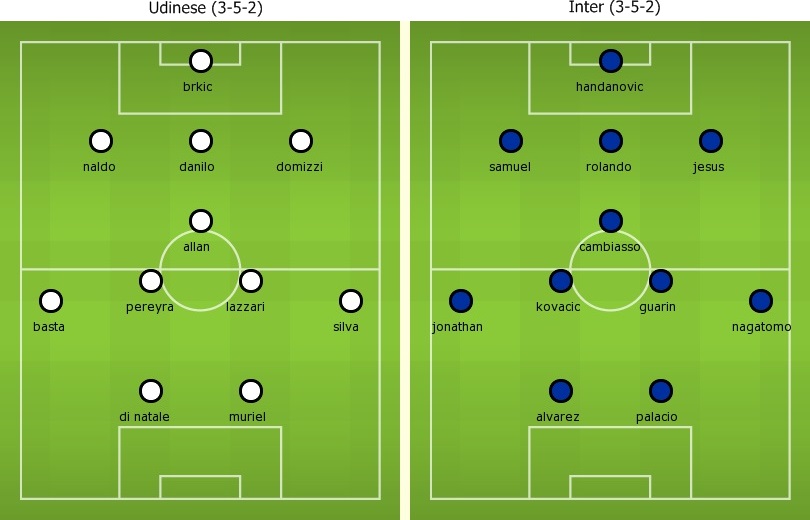 Udinese (3-5-2)
brkic
naldo danilo domizzi
allan
pereyra lazzari
basta silva
di natale muriel
Inter (3-5-2)
handanovic
samuel rolando jesus
cambiasso
kovacic guarin
jonathan nagatomo
alvarez palacio